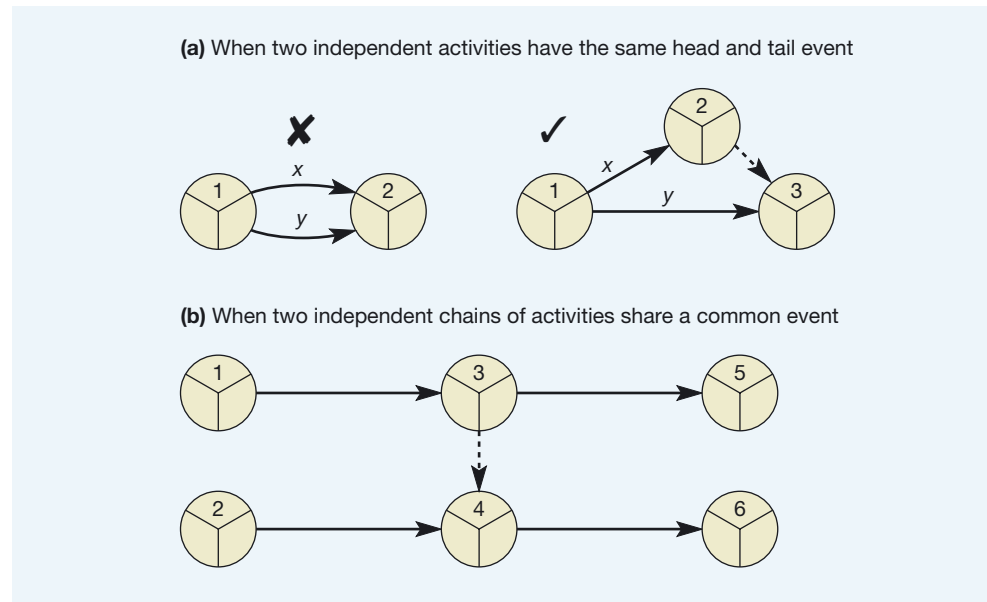 (a) When two independent activities have the same head and tail event
✘
✓
x
1
2
y
2
x
1
y
3
(b) When two independent chains of activities share a common event
1
3
5
2
4
6